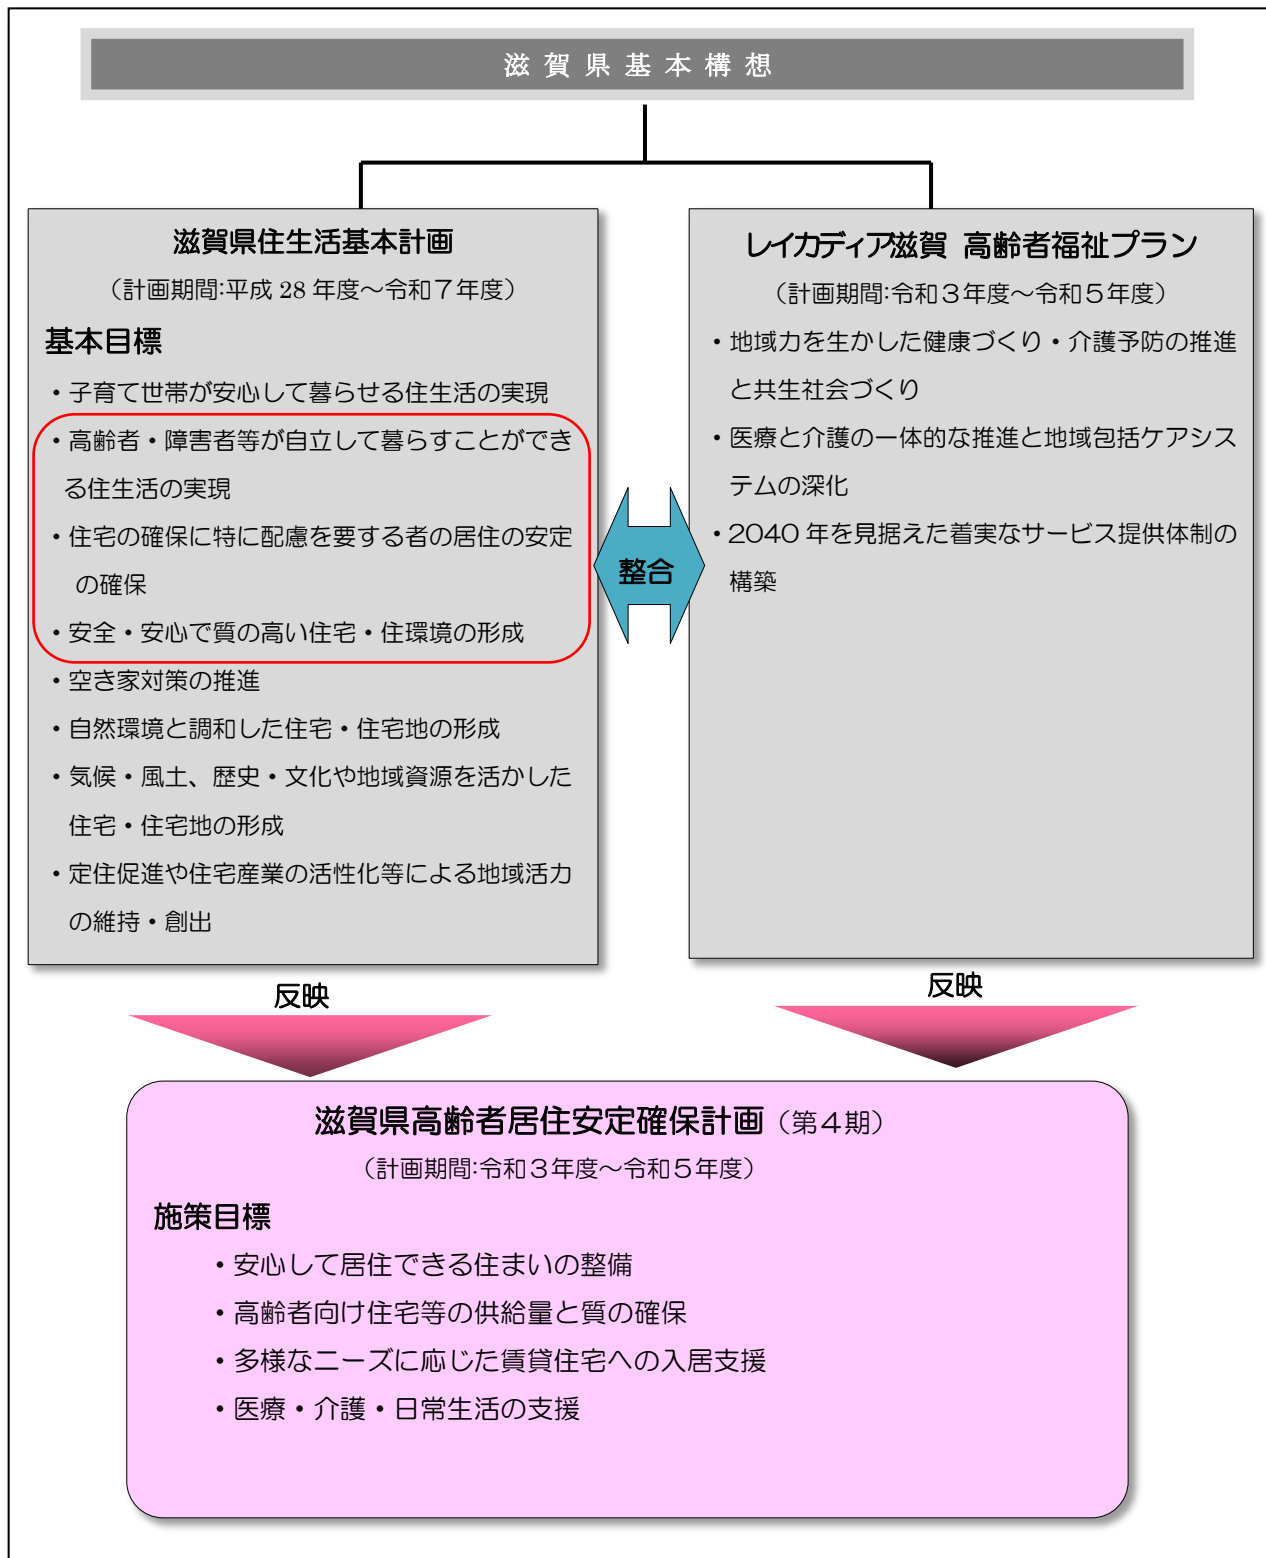 滋賀県基本構想
滋賀県住生活基本計画
（計画期間:平成 28 年度～令和７年度）
基本目標
・子育て世帯が安心して暮らせる住生活の実現
・高齢者・障害者等が自立して暮らすことができ
る住生活の実現
・住宅の確保に特に配慮を要する者の居住の安定
の確保
・安全・安心で質の高い住宅・住環境の形成
・空き家対策の推進
・自然環境と調和した住宅・住宅地の形成
・気候・風土、歴史・文化や地域資源を活かした
住宅・住宅地の形成
・定住促進や住宅産業の活性化等による地域活力
の維持・創出
整合
レイカディア滋賀 高齢者福祉プラン
（計画期間:令和３年度～令和５年度）
・地域力を生かした健康づくり・介護予防の推進
と共生社会づくり
・医療と介護の一体的な推進と地域包括ケアシス
テムの深化
・2040 年を見据えた着実なサービス提供体制の
構築
反映
反映
滋賀県高齢者居住安定確保計画（第４期）
（計画期間:令和３年度～令和５年度）
施策目標
・安心して居住できる住まいの整備
・高齢者向け住宅等の供給量と質の確保
・多様なニーズに応じた賃貸住宅への入居支援
・医療・介護・日常生活の支援